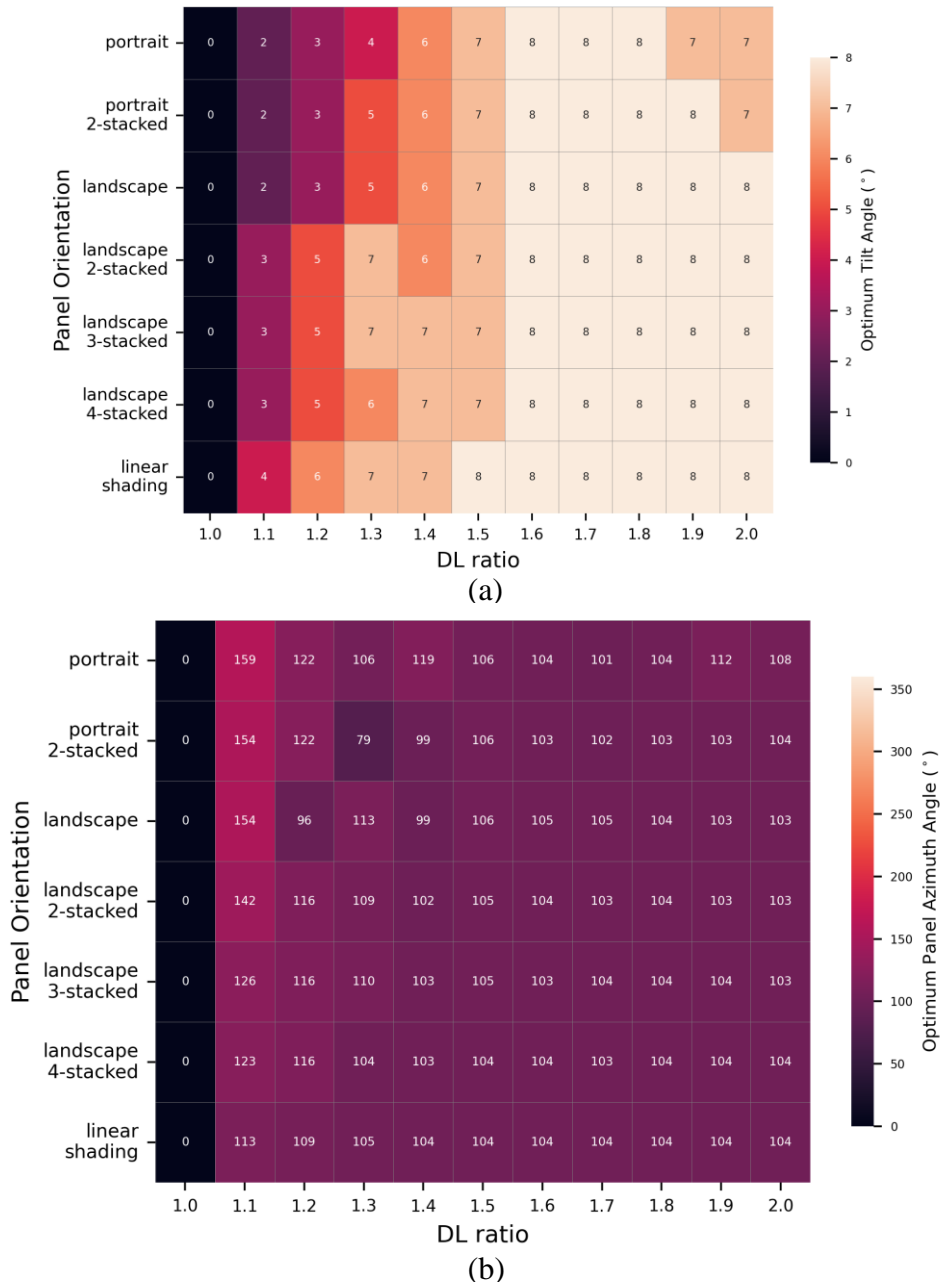 portrait 0 2 3 4 6 7 8 8 8 7 7
portrait
2-stacked 0 2 3 5 6 7 8 8 8 8 7
landscape 0 2 3 5 6 7 8 8 8 8 8
landscape
2-stacked 0 3 5 7 6 7 8 8 8 8 8
landscape
3-stacked 0 3 5 7 7 7 8 8 8 8 8
landscape
4-stacked 0 3 5 6 7 7 8 8 8 8 8
linear
shading 0 4 6 7 7 8 8 8 8 8 8
1.0 1.1 1.2 1.3 1.4 1.5 1.6 1.7 1.8 1.9 2.0
DL ratio
Panel Orientation
8
7
6
5
4
3
2
1
0
Optimum Tilt Angle (°)
(a)
portrait 0 159 122 106 119 106 104 101 104 112 108
portrait
2-stacked 0 154 122 79 99 106 103 102 103 103 104
landscape 0 154 96 113 99 106 105 105 104 103 103
landscape
2-stacked 0 142 116 109 102 105 104 103 104 103 103
landscape
3-stacked 0 126 116 110 103 105 103 104 104 104 103
landscape
4-stacked 0 123 116 104 103 104 104 103 104 104 104
linear
shading 0 113 109 105 104 104 104 104 104 104 104
1.0 1.1 1.2 1.3 1.4 1.5 1.6 1.7 1.8 1.9 2.0
DL ratio
Panel Orientation
350
300
250
200
150
100
50
0
Optimum Panel Azimuth Angle (°)
(b)